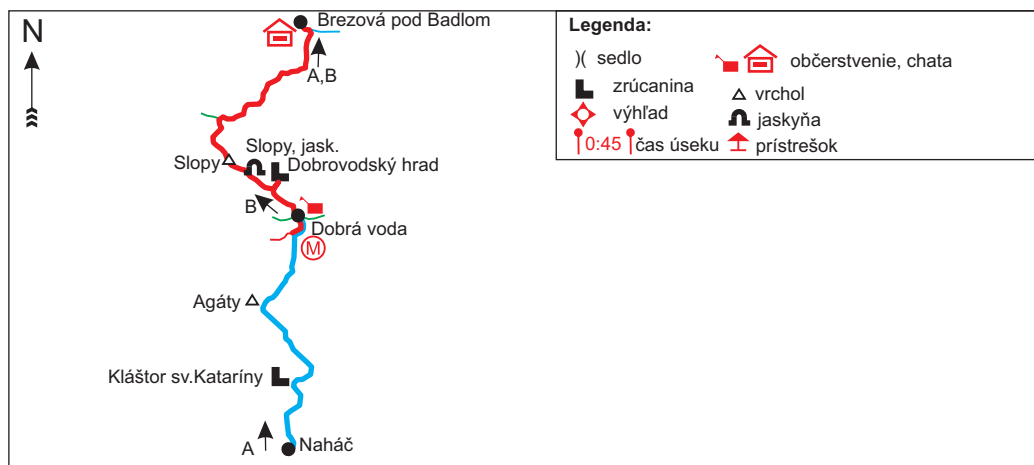 N
Brezová pod Badlom
A,B
Slopy, jask.
Slopy
Dobrovodský hrad
B
Dobrá voda
M
Agáty
Kláštor sv.Kataríny
A
Naháč
Legenda:
)( sedlo
občerstvenie, chata
zrúcanina
vrchol
výhľad
jaskyňa
0:45 čas úseku
prístrešok